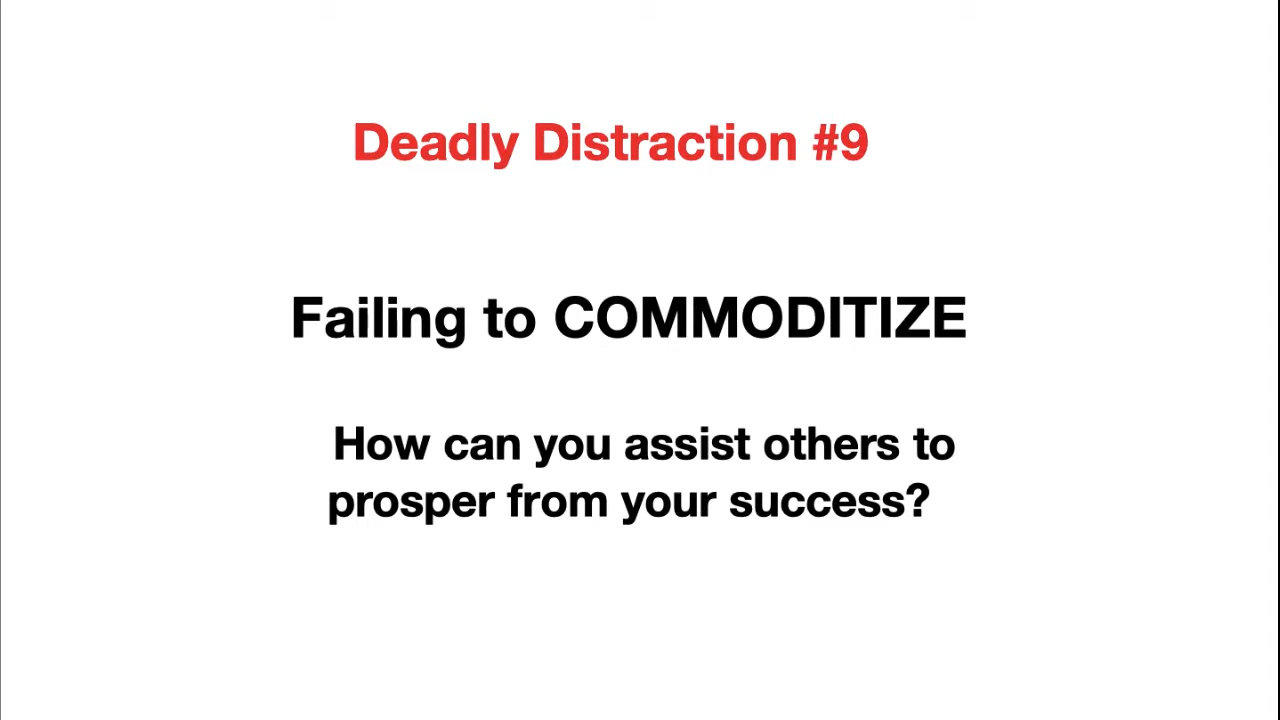 Deadly Distraction #9
Failing to COMMODITIZE
How can you assist others to
prosper from your success?